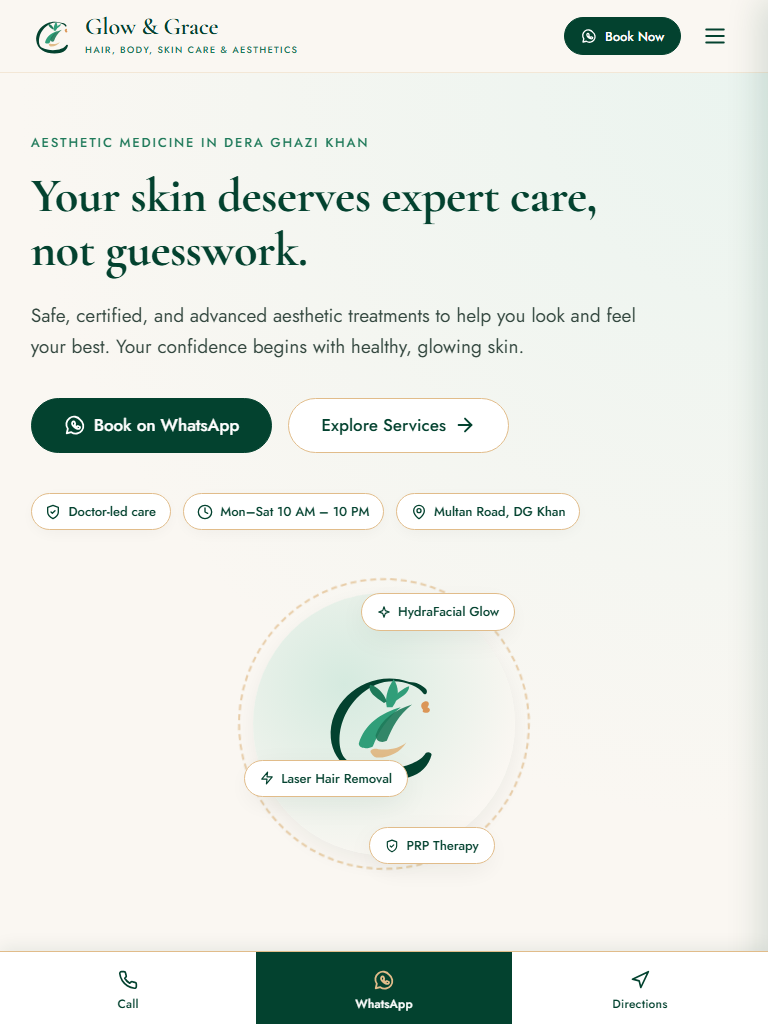 Glow & Grace
HAIR, BODY, SKIN CARE & AESTHETICS
Book Now
AESTHETIC MEDICINE IN DERA GHAZI KHAN
Your skin deserves expert care,
not guesswork.
Safe, certified, and advanced aesthetic treatments to help you look and feel
your best. Your confidence begins with healthy, glowing skin.
Book on WhatsApp
Explore Services
Doctor-led care
Mon–Sat 10 AM – 10 PM
Multan Road, DG Khan
HydraFacial Glow
Laser Hair Removal
PRP Therapy
Call
WhatsApp
Directions